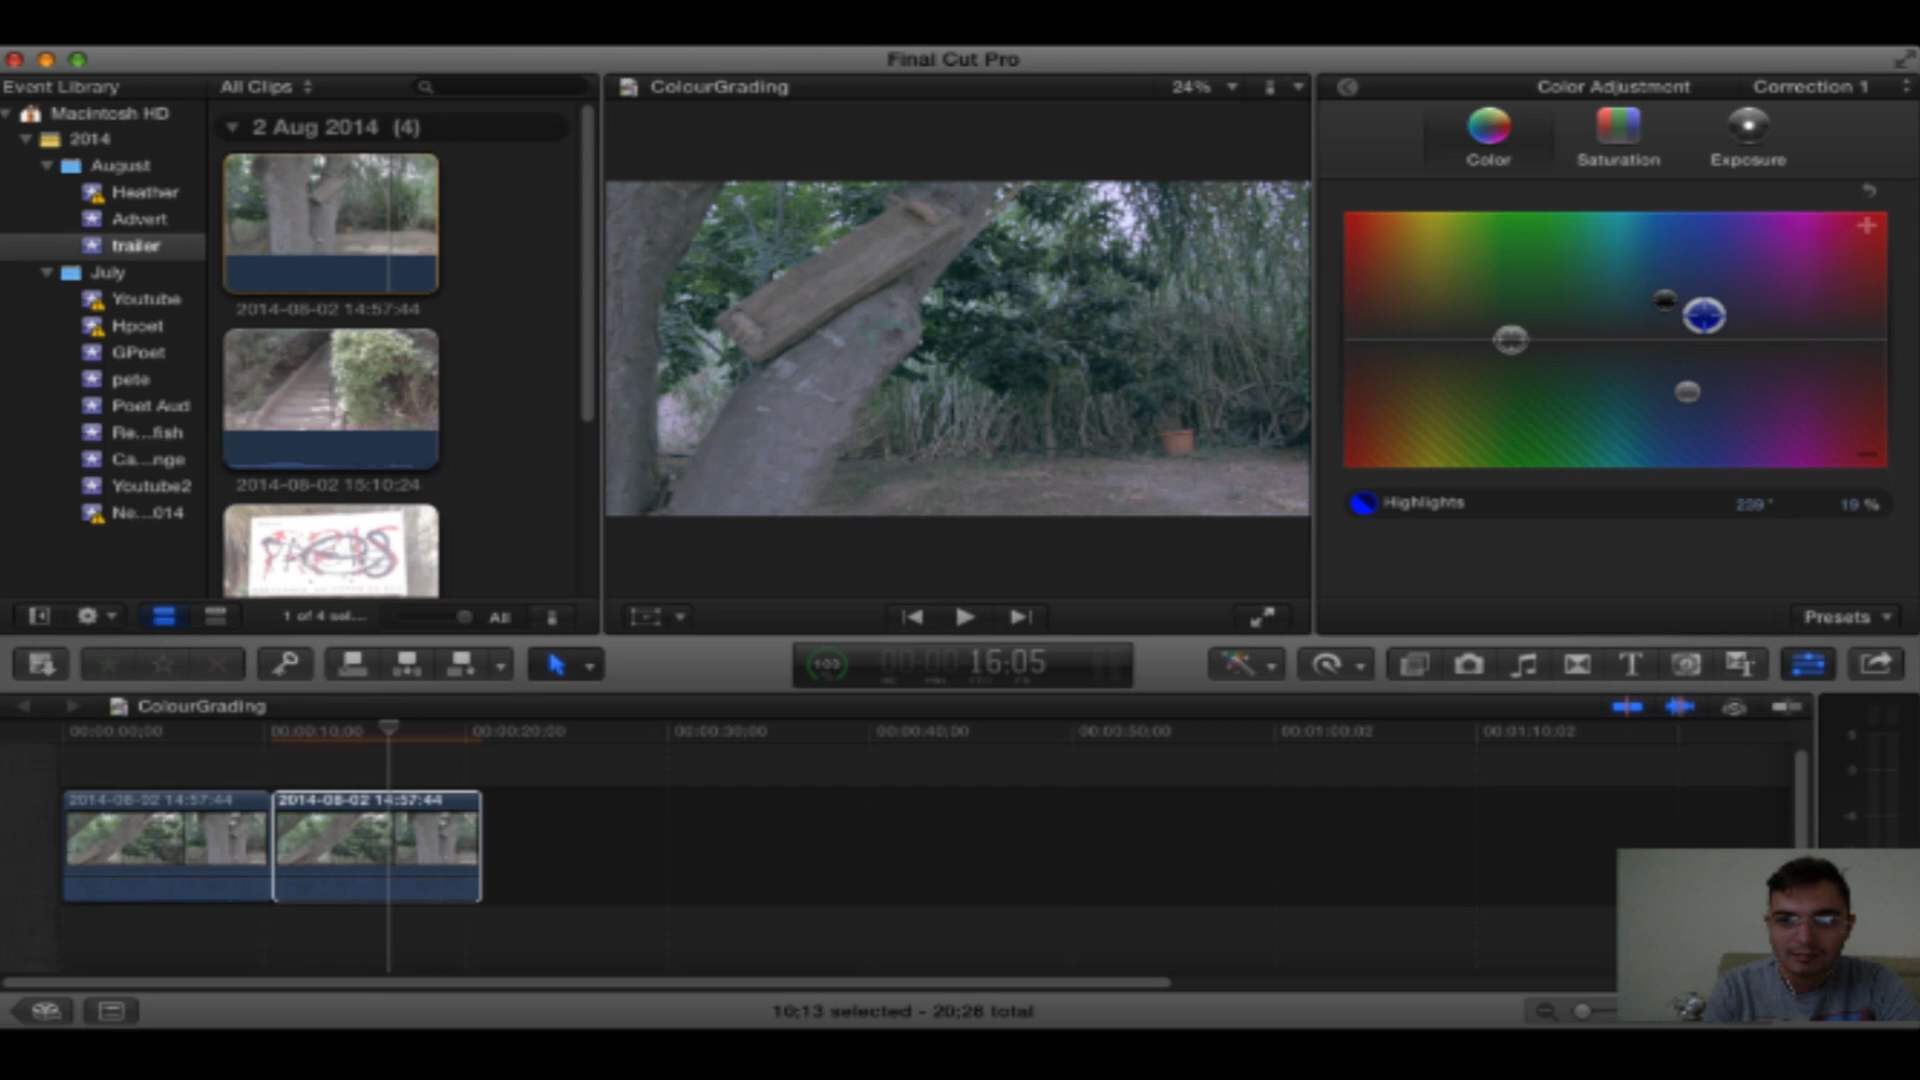 Final Cut Pro
Event Library
All Clips
ColourGrading
24%
Color Adjustment
Correction 1
Macintosh HD
2014
August
Heather
Advert
trailer
July
Youtube
Hpoet
GPoet
pete
Poet Aud
Re...fish
Ca...nge
Youtube2
Ne...014
2 Aug 2014 (4)
2014-08-02 14:57:44
2014-08-02 15:10:24
Color
Saturation
Exposure
Highlights
239°
19 %
1 of 4 sel...
All
Presets
100
00:00:16:05
ColourGrading
00:00:00;00
00:00:10;00
00:00:20;00
00:00:30;00
00:00:40;00
00:00:50;00
00:01:00;02
00:01:10;02
2014-08-02 14:57:44
2014-08-02 14:57:44
10;13 selected - 20;26 total